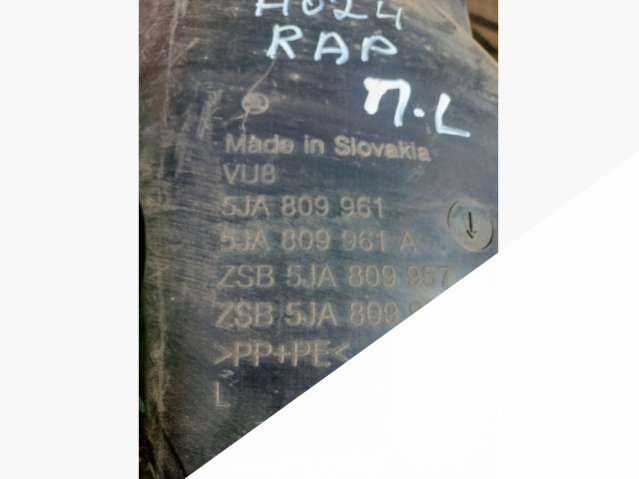 RAP
П.L
Made in Slovakia
VU8
5JA 809 961
5JA 809 961 A
ZSB 5JA 809 957
ZSB 5JA 809
>PP+PE<
L